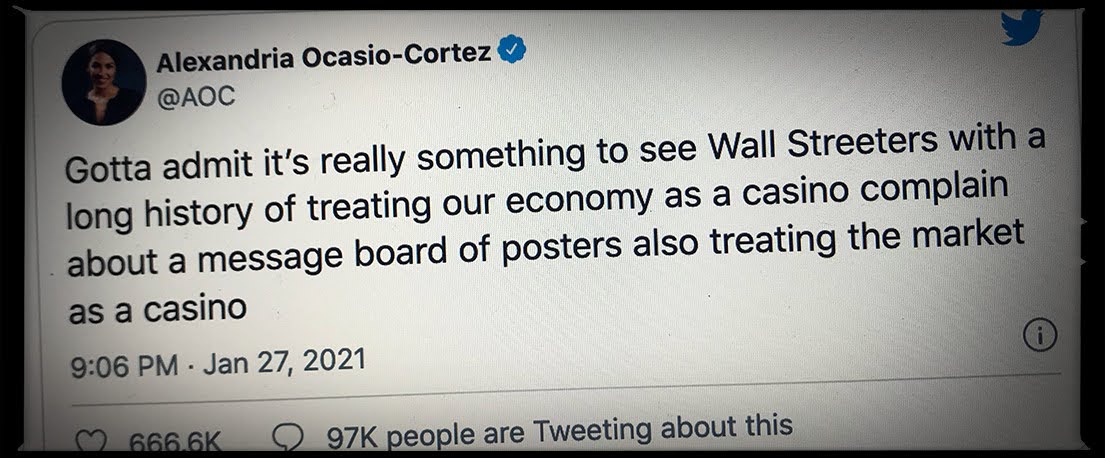 Alexandria Ocasio-Cortez
@AOC
Gotta admit it's really something to see Wall Streeters with a
long history of treating our economy as a casino complain
about a message board of posters also treating the market
as a casino
9:06 PM · Jan 27, 2021
666.6K 97K people are Tweeting about this